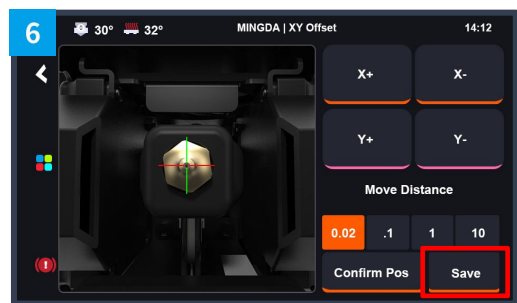 6
30° 32° MINGDA | XY Offset 14:12
X+ X-
Y+ Y-
Move Distance
0.02 .1 1 10
Confirm Pos Save